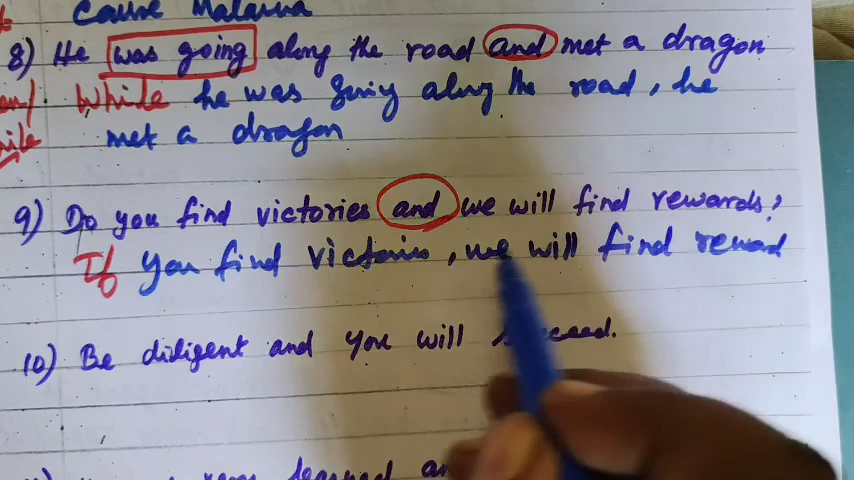 Cause Malaria
8) He was going along the road and met a dragon
While he was going along the road, he
met a dragon
9) Do you find victories and we will find rewards?
If you find victories, we will find reward
10) Be diligent and you will succeed.
learned